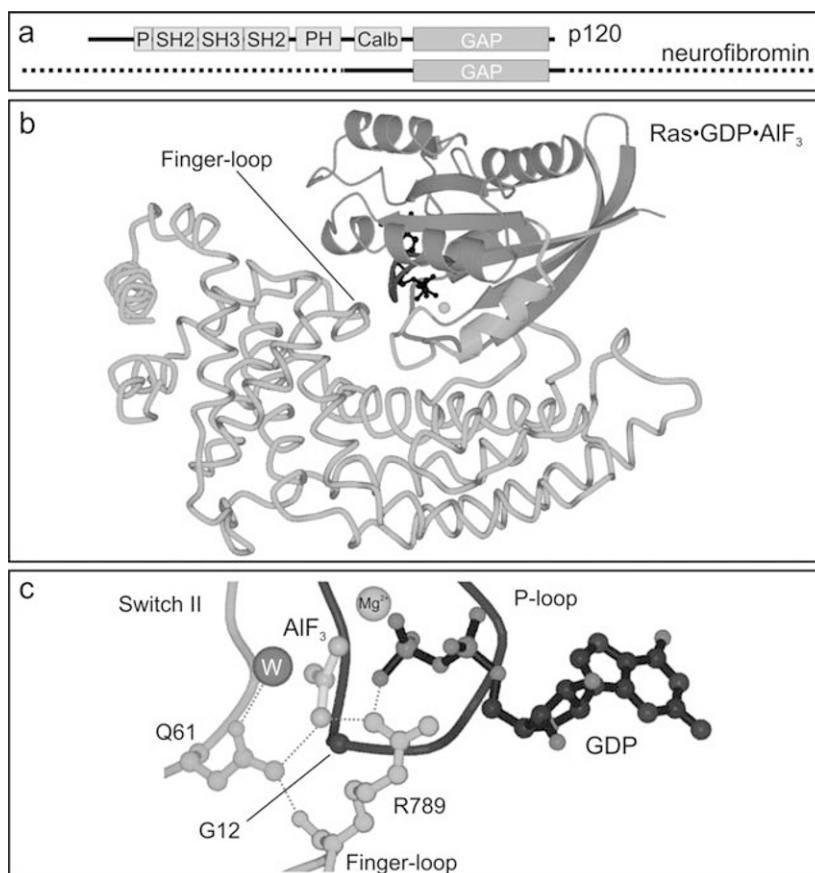 a
P SH2 SH3 SH2 PH Calb GAP p120
GAP neurofibromin
b
Ras•GDP•AlF3
Finger-loop
c
Switch II
AlF3
Mg2+
P-loop
W
Q61
GDP
G12
R789
Finger-loop